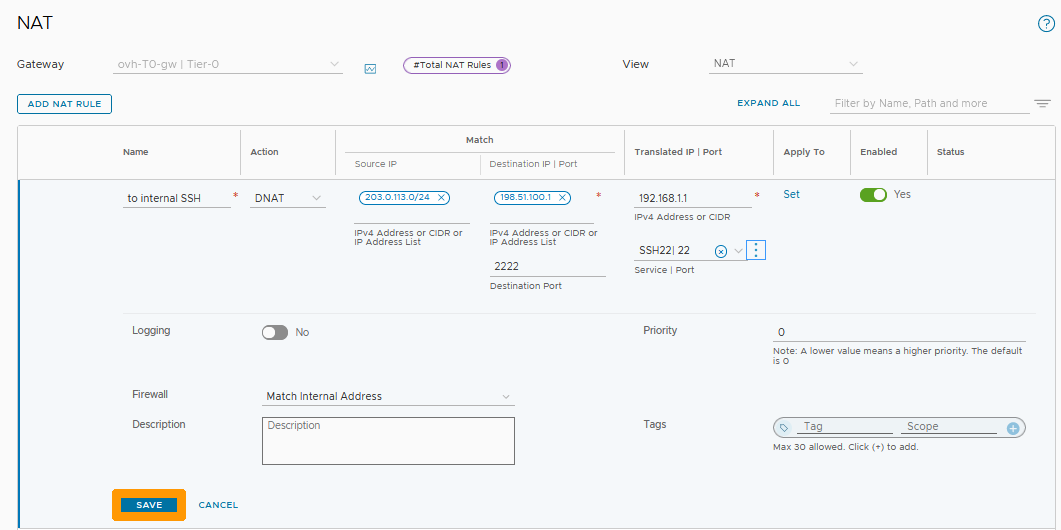 NAT
Gateway
ovh-T0-gw | Tier-0
#Total NAT Rules 1
View
NAT
ADD NAT RULE
EXPAND ALL
Filter by Name, Path and more
Name
Action
Match
Source IP
Destination IP | Port
Translated IP | Port
Apply To
Enabled
Status
to internal SSH *
DNAT
203.0.113.0/24
198.51.100.1
*
192.168.1.1 *
Set
Yes
IPv4 Address or CIDR or
IP Address List
IPv4 Address or CIDR or
IP Address List
IPv4 Address or CIDR
2222
Destination Port
SSH22| 22
Service | Port
Logging
No
Priority
0
Note: A lower value means a higher priority. The default
is 0
Firewall
Match Internal Address
Description
Description
Tags
Tag
Scope
Max 30 allowed. Click (+) to add.
SAVE
CANCEL